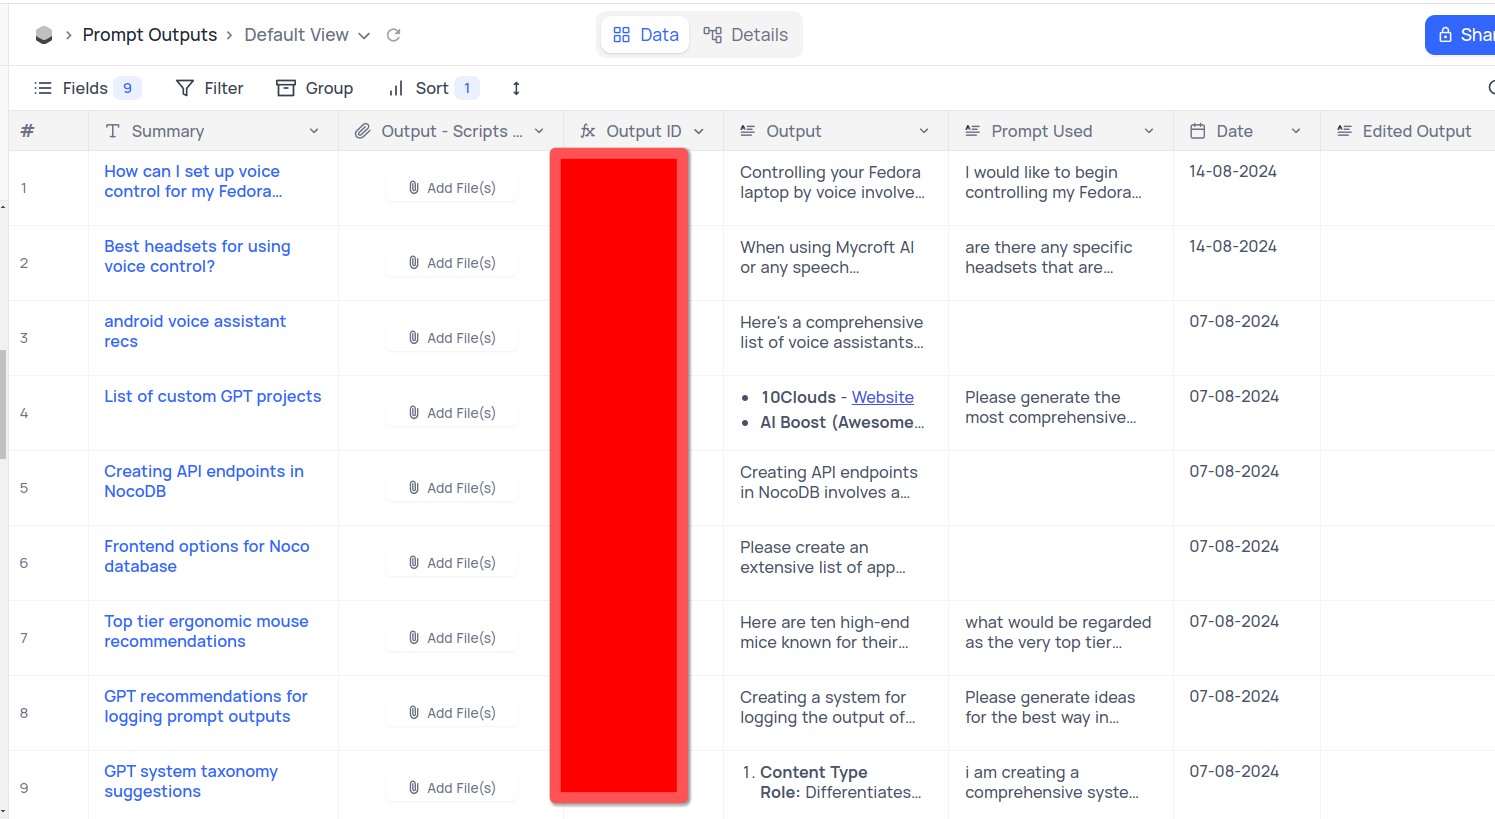 Prompt Outputs
Default View
Data
Details
Fields 9
Filter
Group
Sort 1
#
Summary
Output - Scripts ...
Output ID
Output
Prompt Used
Date
Edited Output
1
How can I set up voice
control for my Fedora...
Add File(s)
Controlling your Fedora
laptop by voice involve...
I would like to begin
controlling my Fedora...
14-08-2024
2
Best headsets for using
voice control?
Add File(s)
When using Mycroft AI
or any speech...
are there any specific
headsets that are...
14-08-2024
3
android voice assistant
recs
Add File(s)
Here's a comprehensive
list of voice assistants...
07-08-2024
4
List of custom GPT projects
Add File(s)
• 10Clouds - Website
• AI Boost (Awesome...
Please generate the
most comprehensive...
07-08-2024
5
Creating API endpoints in
NocoDB
Add File(s)
Creating API endpoints
in NocoDB involves a...
07-08-2024
6
Frontend options for Noco
database
Add File(s)
Please create an
extensive list of app...
07-08-2024
7
Top tier ergonomic mouse
recommendations
Add File(s)
Here are ten high-end
mice known for their...
what would be regarded
as the very top tier...
07-08-2024
8
GPT recommendations for
logging prompt outputs
Add File(s)
Creating a system for
logging the output of...
Please generate ideas
for the best way in...
07-08-2024
9
GPT system taxonomy
suggestions
Add File(s)
1. Content Type
Role: Differentiates...
i am creating a
comprehensive syste...
07-08-2024